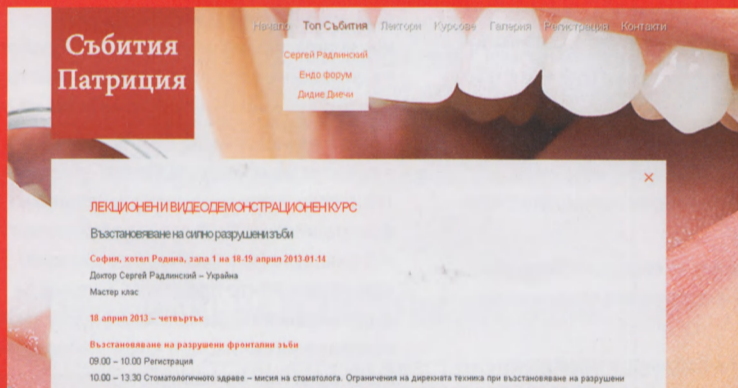 Събития
Патриция
Начало Топ Събития Лектори Курсове Галерия Регистрация Контакти
Сергей Радлинский
Ендо форум
Дидие Диечи
×
ЛЕКЦИОНЕН И ВИДЕОДЕМОНСТРАЦИОНЕН КУРС
Възстановяване на силно разрушени зъби
София, хотел Родина, зала 1 на 18-19 април 2013-01-14
Доктор Сергей Радлинский – Украйна
Мастер клас
18 април 2013 – четвъртък
Възстановяване на разрушени фронтални зъби
09.00 – 10.00 Регистрация
10.00 – 13.30 Стоматологичното здраве – мисия на стоматолога. Ограничения на директната техника при възстановяване на разрушени